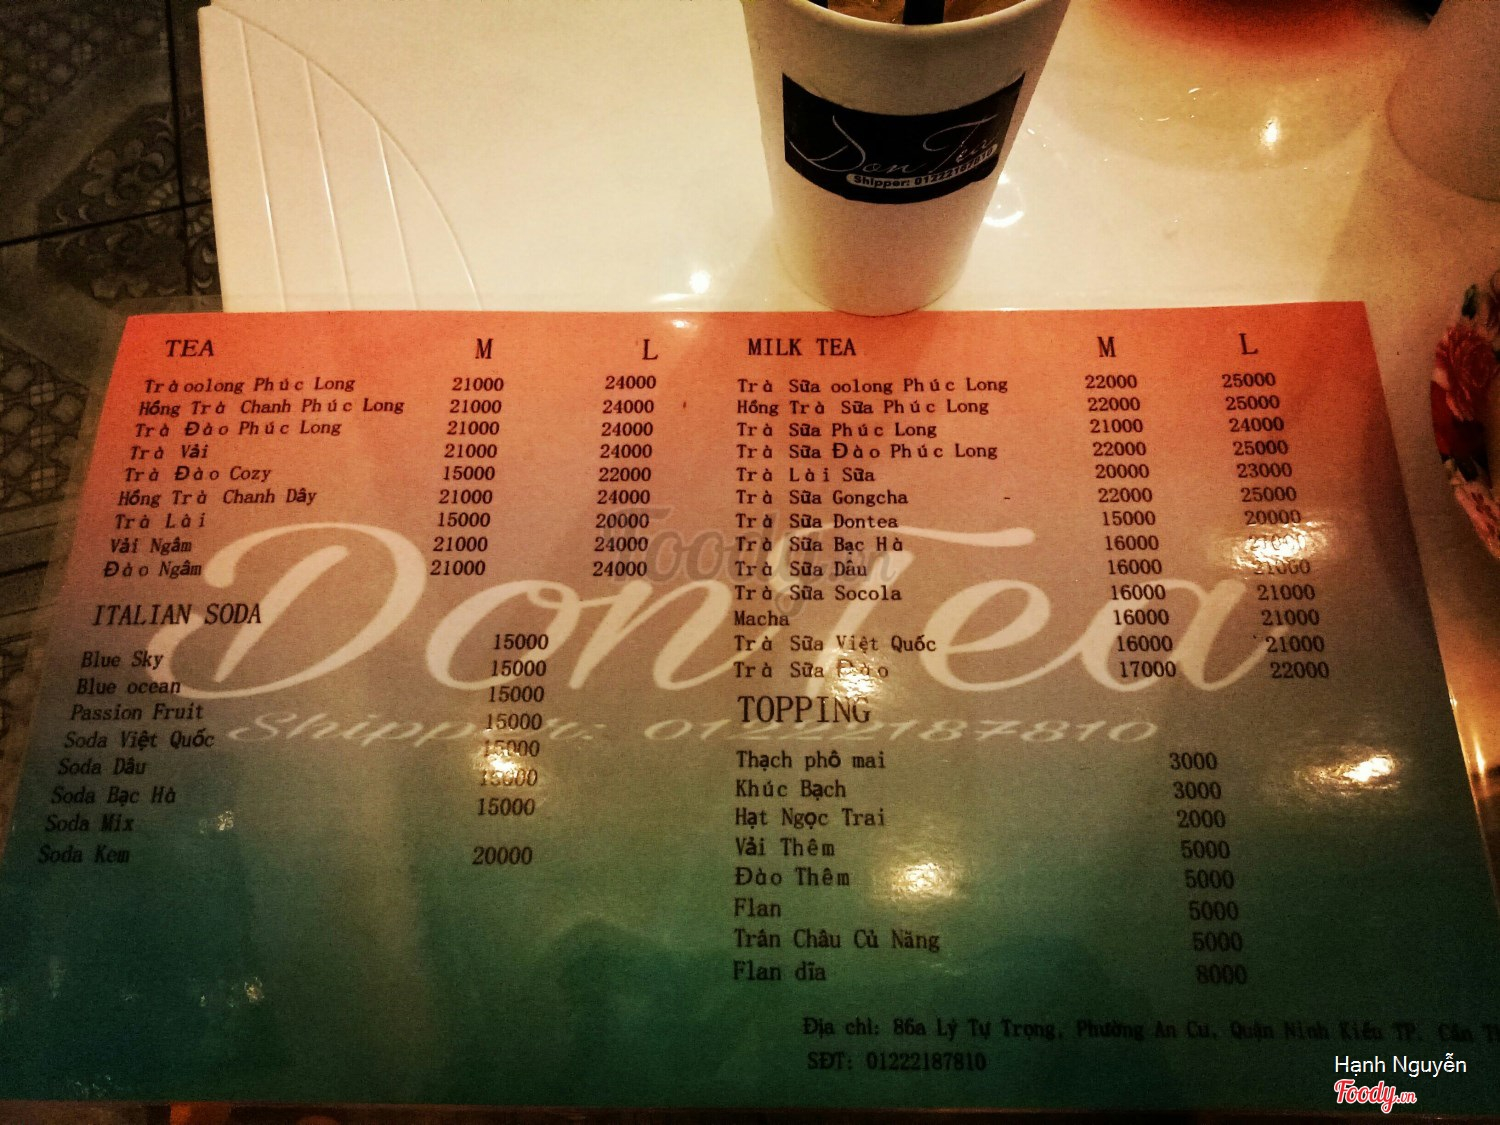 Don Tea
Shipper: 01222187810
TEA M L
Trà oolong Phúc Long 21000 24000
Hồng Trà Chanh Phúc Long 21000 24000
Trà Đào Phúc Long 21000 24000
Trà Vải 21000 24000
Trà Đào Cozy 15000 22000
Hồng Trà Chanh Dây 21000 24000
Trà Lài 15000 20000
Vải Ngâm 21000 24000
Đào Ngâm 21000 24000
ITALIAN SODA
Blue Sky 15000
Blue ocean 15000
Passion Fruit 15000
Soda Việt Quốc 15000
Soda Dâu 15000
Soda Bạc Hà 15000
Soda Mix 15000
Soda Kem 20000
MILK TEA M L
Trà Sữa oolong Phúc Long 22000 25000
Hồng Trà Sữa Phúc Long 22000 25000
Trà Sữa Phúc Long 21000 24000
Trà Sữa Đào Phúc Long 22000 25000
Trà Lài Sữa 20000 23000
Trà Sữa Gongcha - 22000 25000
Trà Sữa Dontea 15000 20000
Trà Sữa Bạc Hà 16000 21000
Trà Sữa Dâu 16000 21000
Trà Sữa Socola 16000 21000
Macha 16000 21000
Trà Sữa Việt Quốc 16000 21000
Trà Sữa Đào 17000 22000
TOPPING
Thạch phô mai 3000
Khúc Bạch 3000
Hạt Ngọc Trai 2000
Vải Thêm 5000
Đào Thêm 5000
Flan 5000
Trân Châu Củ Năng 5000
Flan dĩa 8000
Don Tea
Shipper: 01222187810
Foody.vn
Địa chỉ: 86a Lý Tự Trọng, Phường An Cư, Quận Ninh Kiều TP. Cần
SĐT: 01222187810
Hạnh Nguyễn
Foody.vn